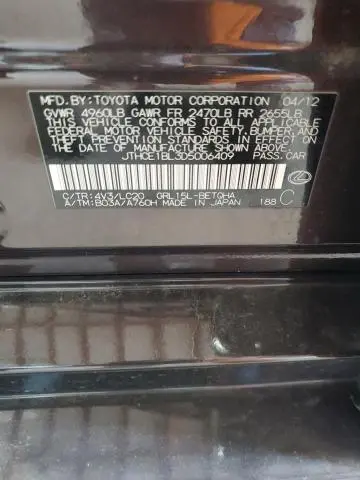 MFD. BY: TOYOTA MOTOR CORPORATION 04/12
GVWR 4960LB GAWR FR 2470LB RR 2655LB
THIS VEHICLE CONFORMS TO ALL APPLICABLE
FEDERAL MOTOR VEHICLE SAFETY, BUMPER, AND
THEFT PREVENTION STANDARDS IN EFFECT ON
THE DATE OF MANUFACTURE SHOWN ABOVE.
JTHCE1BL3D5006409 PASS. CAR
C/TR: 4V3/LC20 GRL15L-BETQHA
A/TM: B03A/A760H MADE IN JAPAN 188 C